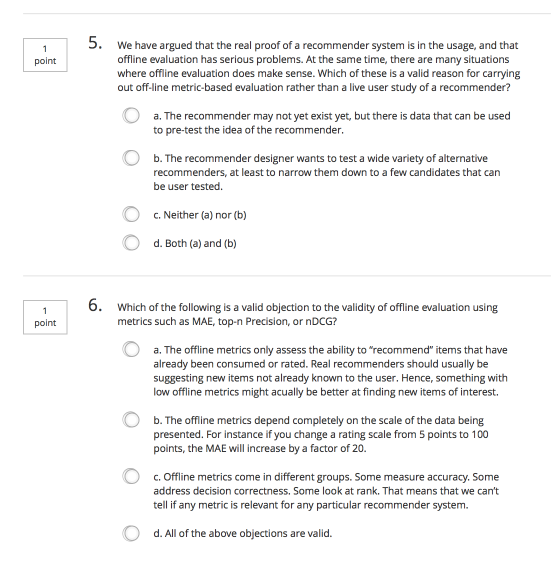 1
point
5. We have argued that the real proof of a recommender system is in the usage, and that
offline evaluation has serious problems. At the same time, there are many situations
where offline evaluation does make sense. Which of these is a valid reason for carrying
out off-line metric-based evaluation rather than a live user study of a recommender?
a. The recommender may not yet exist yet, but there is data that can be used
to pre-test the idea of the recommender.
b. The recommender designer wants to test a wide variety of alternative
recommenders, at least to narrow them down to a few candidates that can
be user tested.
c. Neither (a) nor (b)
d. Both (a) and (b)
1
point
6. Which of the following is a valid objection to the validity of offline evaluation using
metrics such as MAE, top-n Precision, or nDCG?
a. The offline metrics only assess the ability to "recommend" items that have
already been consumed or rated. Real recommenders should usually be
suggesting new items not already known to the user. Hence, something with
low offline metrics might acually be better at finding new items of interest.
b. The offline metrics depend completely on the scale of the data being
presented. For instance if you change a rating scale from 5 points to 100
points, the MAE will increase by a factor of 20.
c. Offline metrics come in different groups. Some measure accuracy. Some
address decision correctness. Some look at rank. That means that we can't
tell if any metric is relevant for any particular recommender system.
d. All of the above objections are valid.